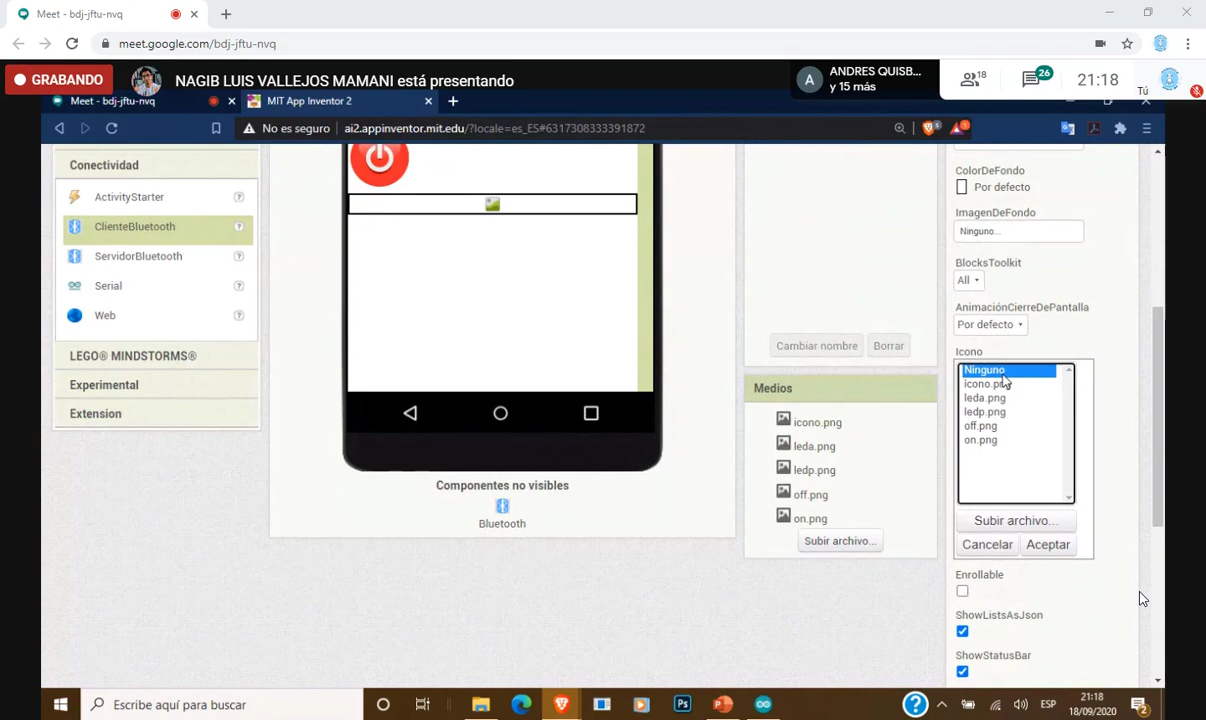 Meet - bdj-jftu-nvq
meet.google.com/bdj-jftu-nvq
GRABANDO
NAGIB LUIS VALLEJOS MAMANI está presentando
A
ANDRES QUISB...
y 15 más
18
26
21:18
Tú
Meet - bdj-jftu-nvq
MIT App Inventor 2
No es seguro
ai2.appinventor.mit.edu/?locale=es_ES#6317308333391872
Conectividad
ActivityStarter
ClienteBluetooth
ServidorBluetooth
Serial
Web
LEGO® MINDSTORMS®
Experimental
Extension
Componentes no visibles
Bluetooth
Cambiar nombre
Borrar
Medios
icono.png
leda.png
ledp.png
off.png
on.png
Subir archivo...
ColorDeFondo
Por defecto
ImagenDeFondo
Ninguno...
BlocksToolkit
All
AnimaciónCierreDePantalla
Por defecto
Icono
Ninguno
icono.png
leda.png
ledp.png
off.png
on.png
Subir archivo...
Cancelar
Aceptar
Enrollable
ShowListsAsJson
ShowStatusBar
Escribe aquí para buscar
Ps
ESP
21:18
18/09/2020
2